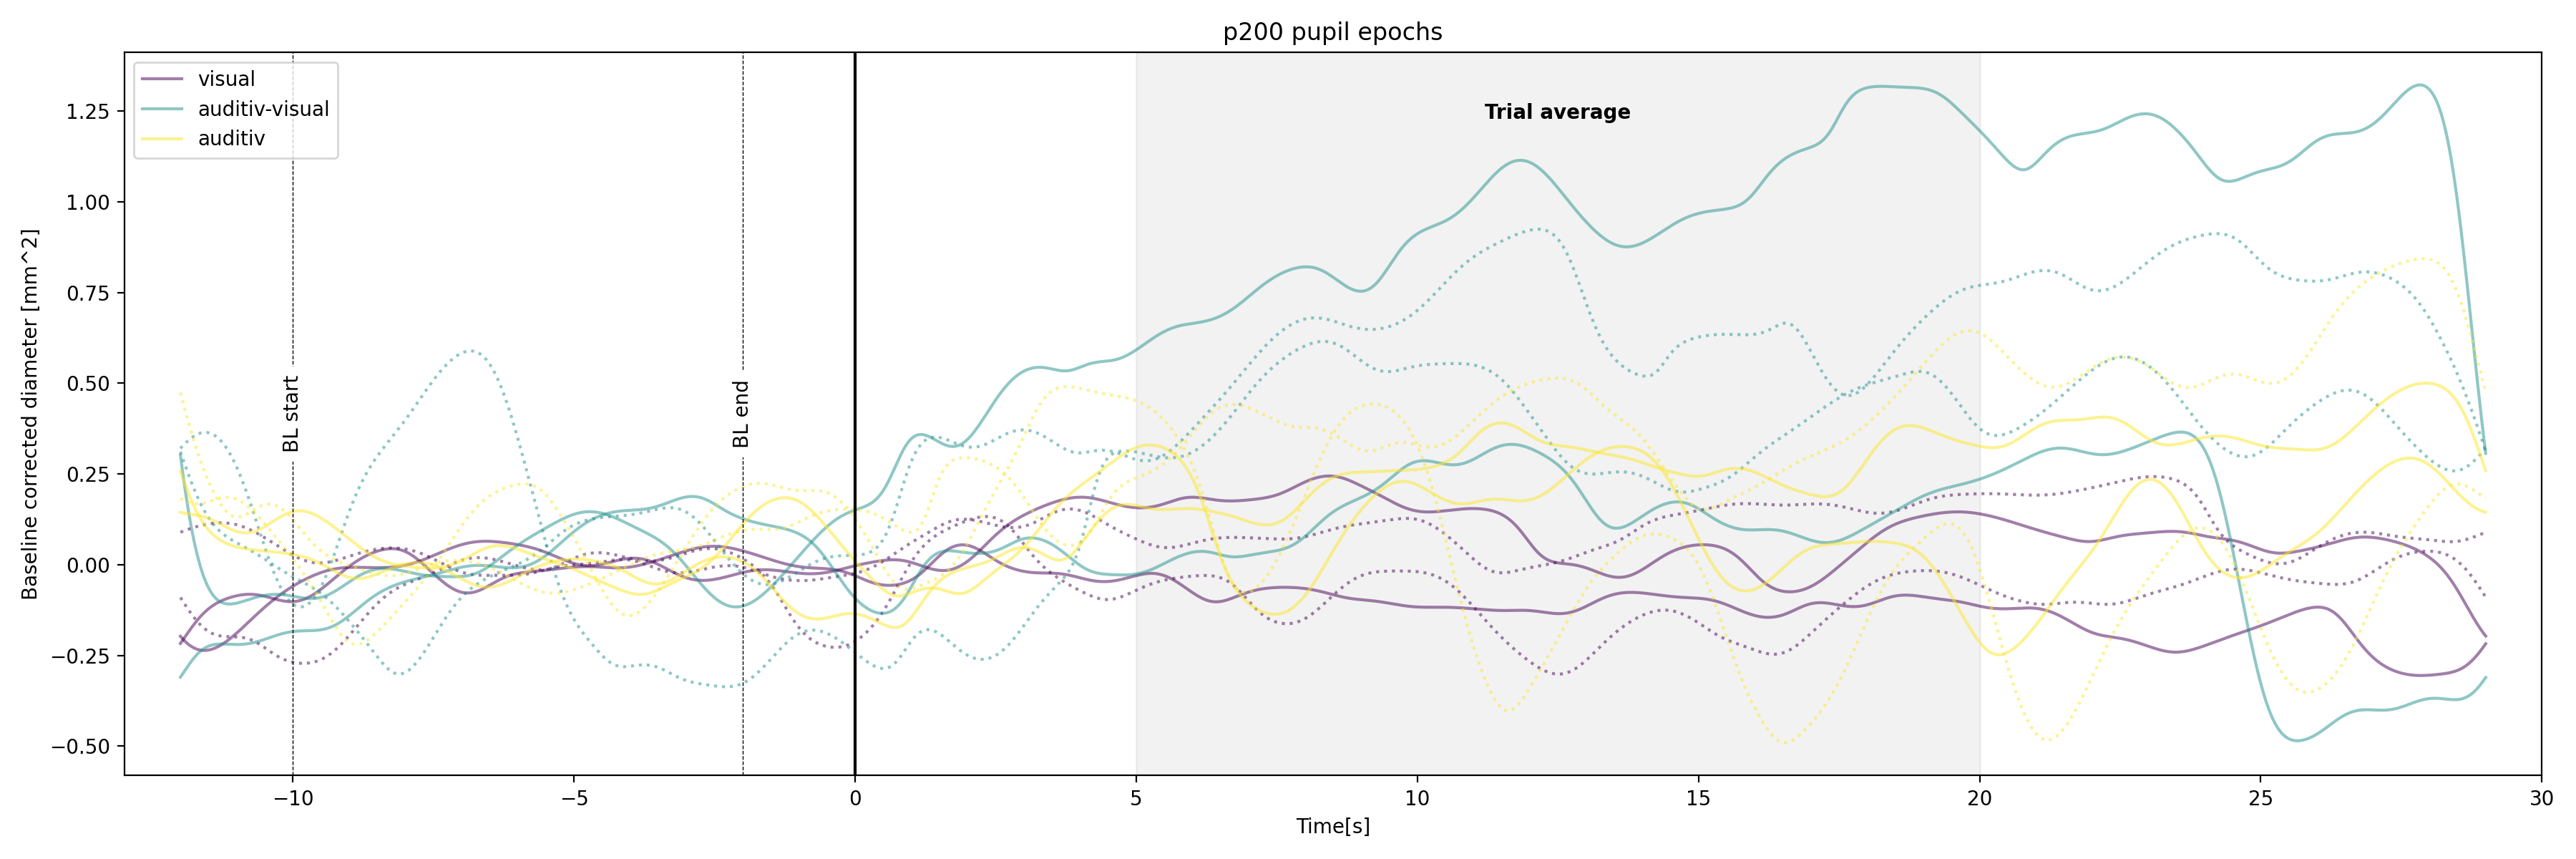 p200 pupil epochs
visual
auditiv-visual
auditiv
Trial average
BL start
BL end
Baseline corrected diameter [mm^2]
1.25
1.00
0.75
0.50
0.25
0.00
−0.25
−0.50
−10
−5
0
5
10
15
20
25
30
Time[s]